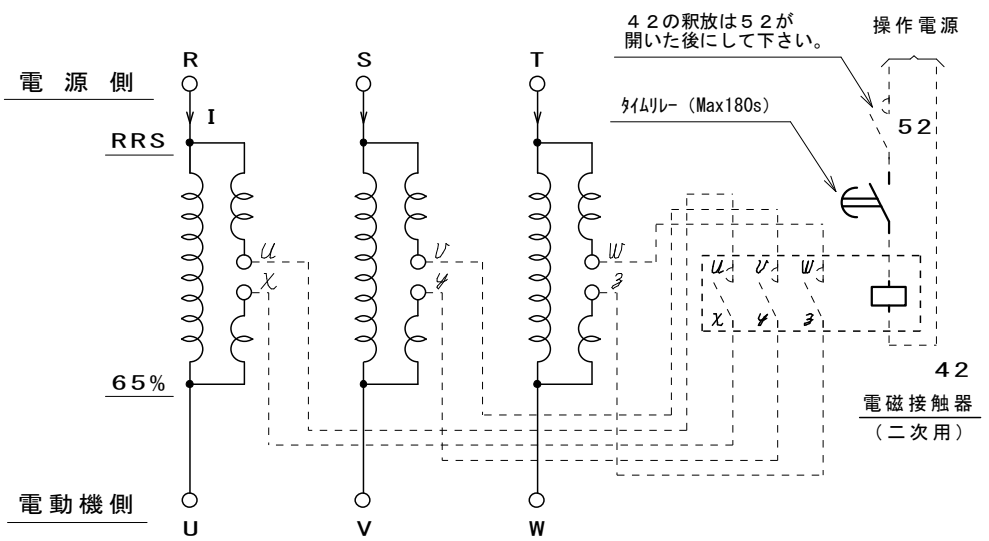 42の釈放は52が
開いた後にして下さい。
操作電源
R
S
T
電源側
I
タイムリレー (Max180s)
52
RRS
u
v
w
x
y
z
u v w
x y z
65%
42
電磁接触器
(二次用)
電動機側
U
V
W